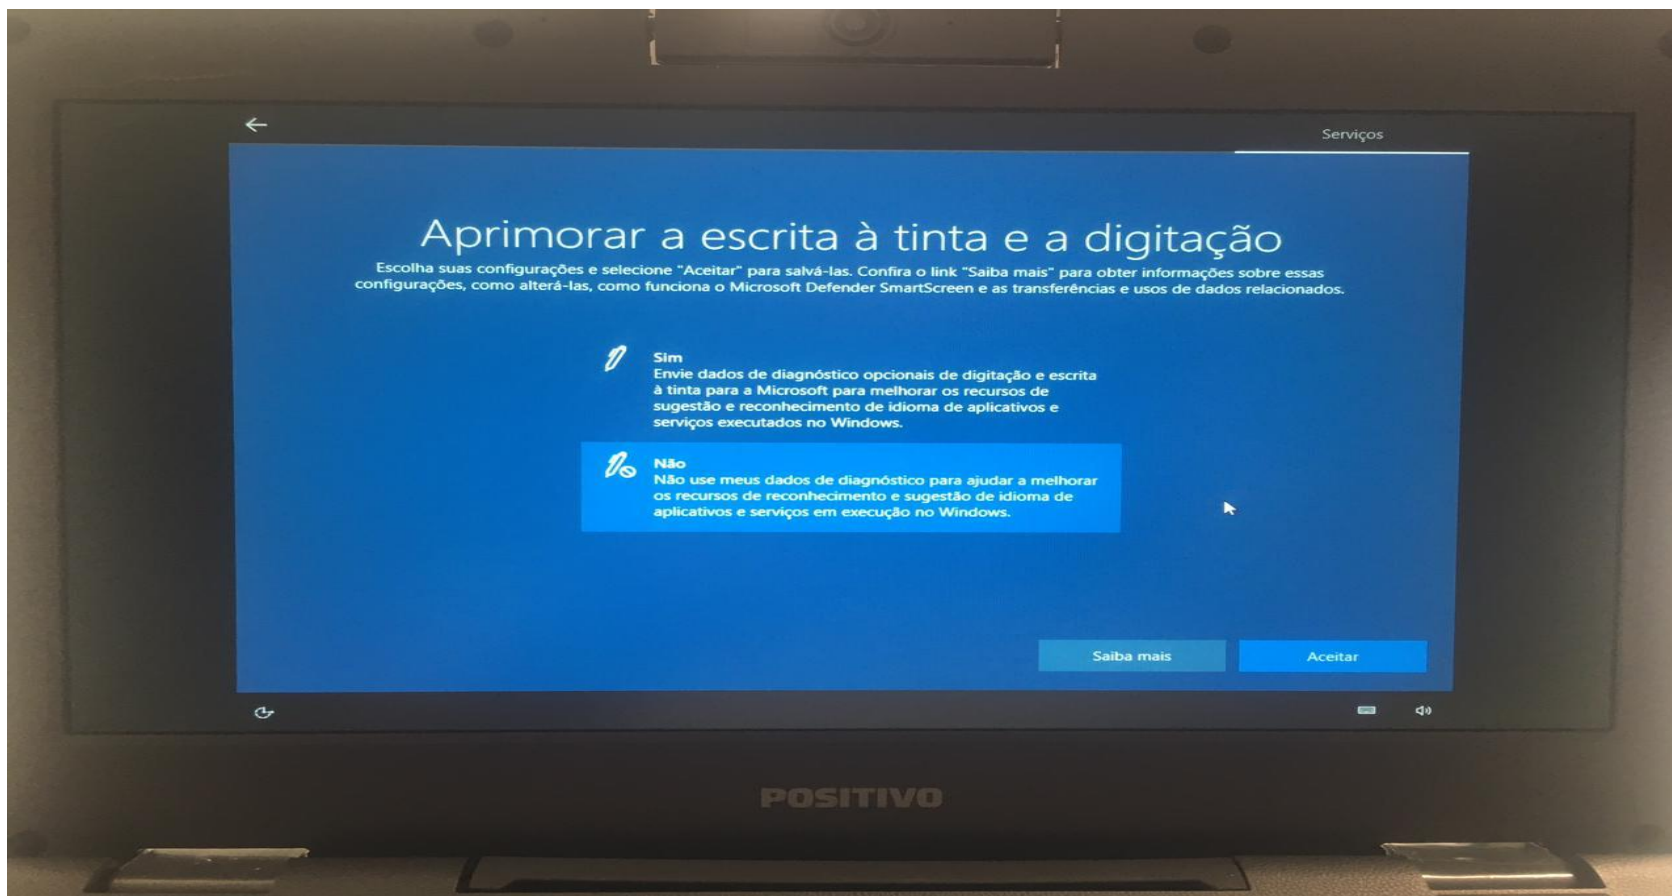 Serviços
Aprimorar a escrita à tinta e a digitação
Escolha suas configurações e selecione "Aceitar" para salvá-las. Confira o link "Saiba mais" para obter informações sobre essas
configurações, como alterá-las, como funciona o Microsoft Defender SmartScreen e as transferências e usos de dados relacionados.
Sim
Envie dados de diagnóstico opcionais de digitação e escrita
à tinta para a Microsoft para melhorar os recursos de
sugestão e reconhecimento de idioma de aplicativos e
serviços executados no Windows.
Não
Não use meus dados de diagnóstico para ajudar a melhorar
os recursos de reconhecimento e sugestão de idioma de
aplicativos e serviços em execução no Windows.
Saiba mais
Aceitar
POSITIVO